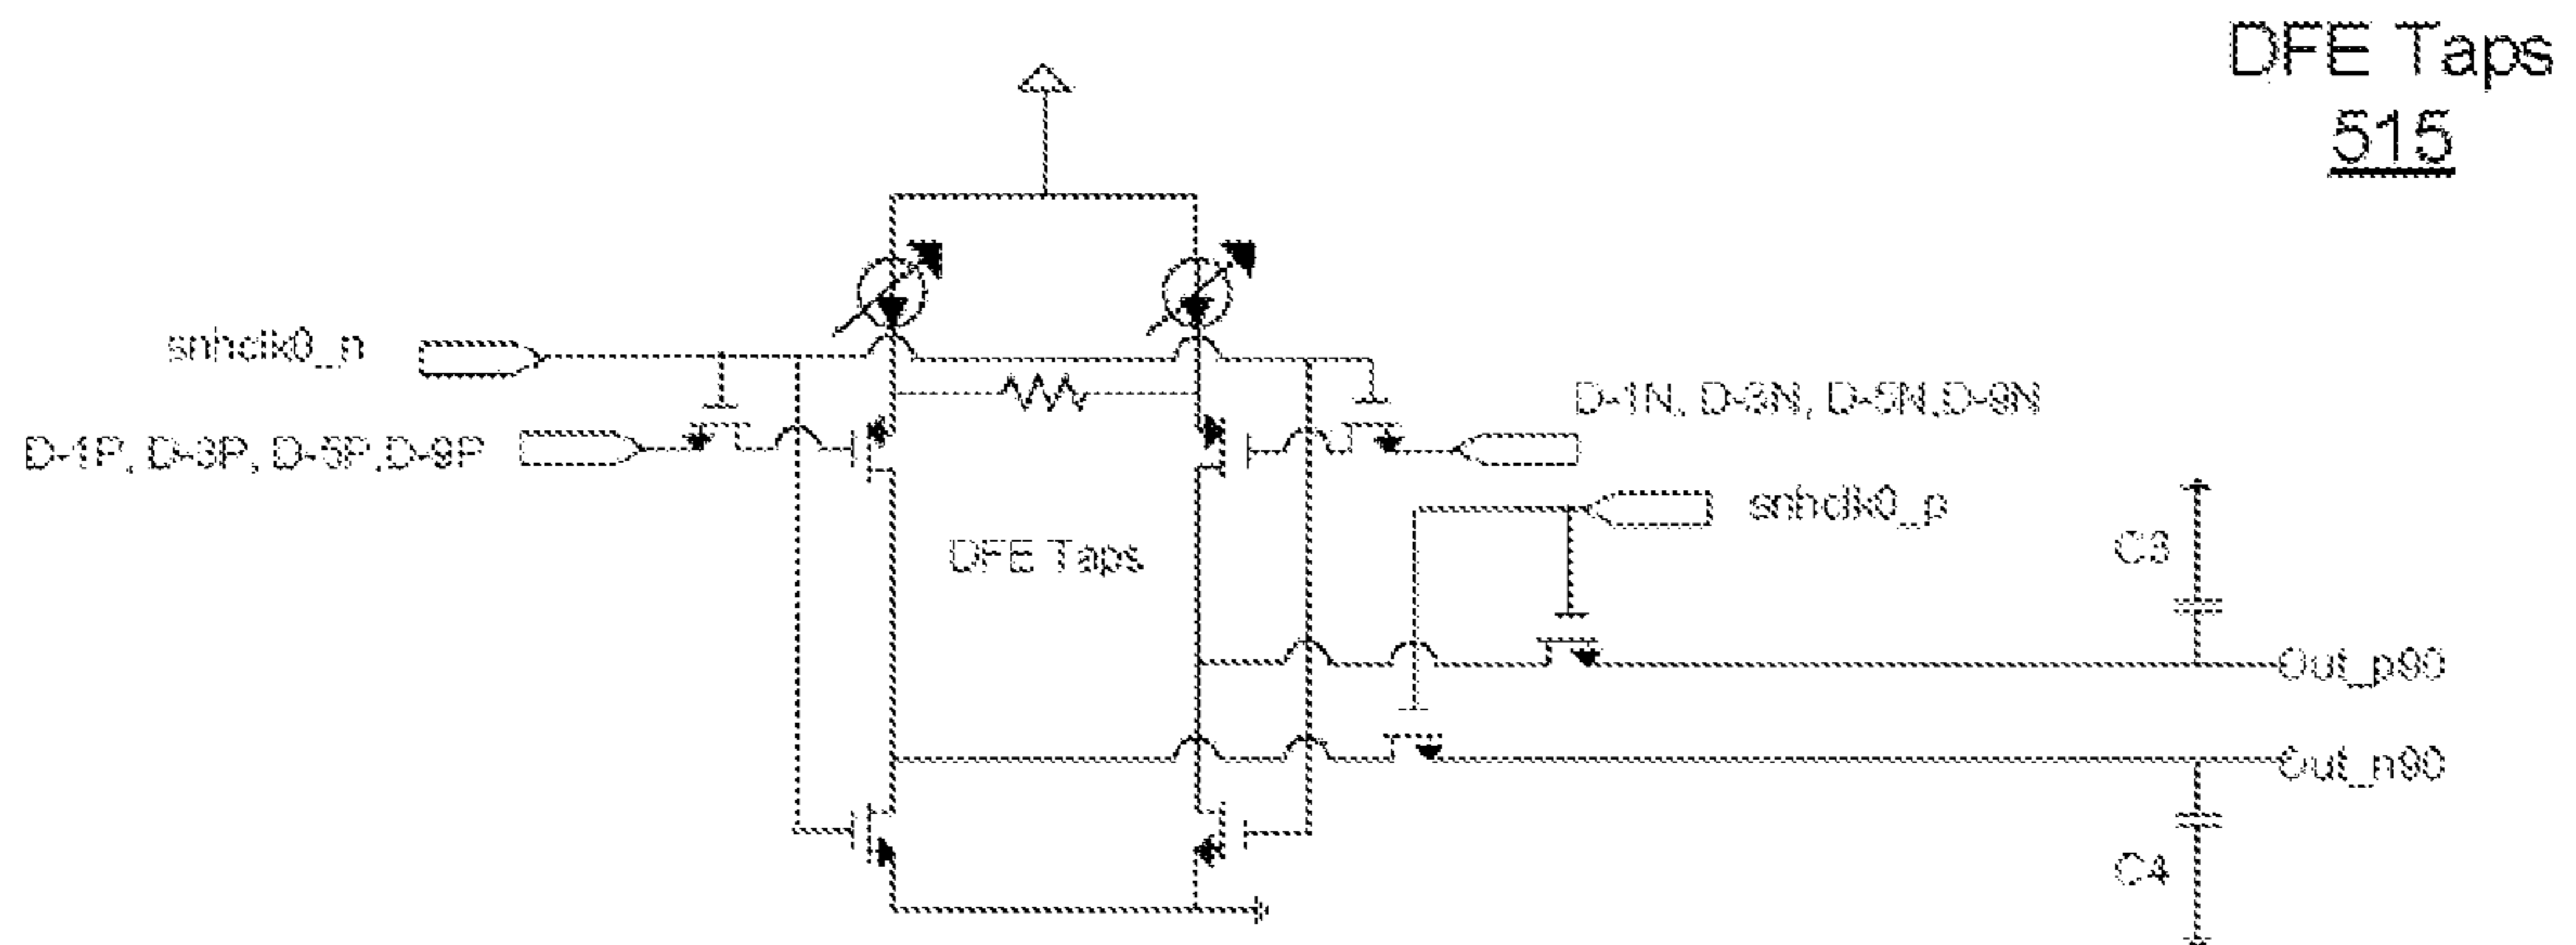 DFE Taps
515
snhclk0_n
D-1N, D-3N, D-5N,D-9N
D-1P, D-3P, D-5P,D-9P
snhclk0_p
C3
DFE Taps
Out_p90
Out_n90
C4